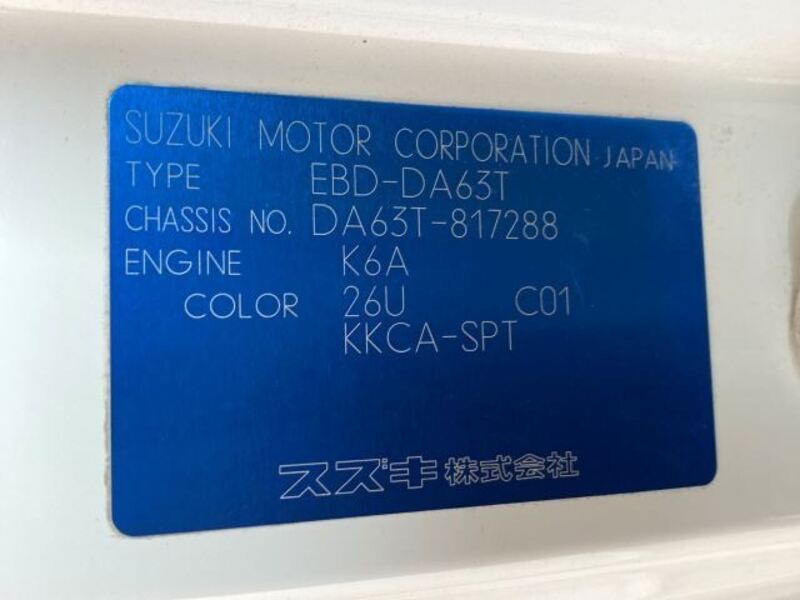 SUZUKI MOTOR CORPORATION JAPAN
TYPE EBD-DA63T
CHASSIS NO. DA63T-817288
ENGINE K6A
COLOR 26U C01
KKCA-SPT
スズキ株式会社